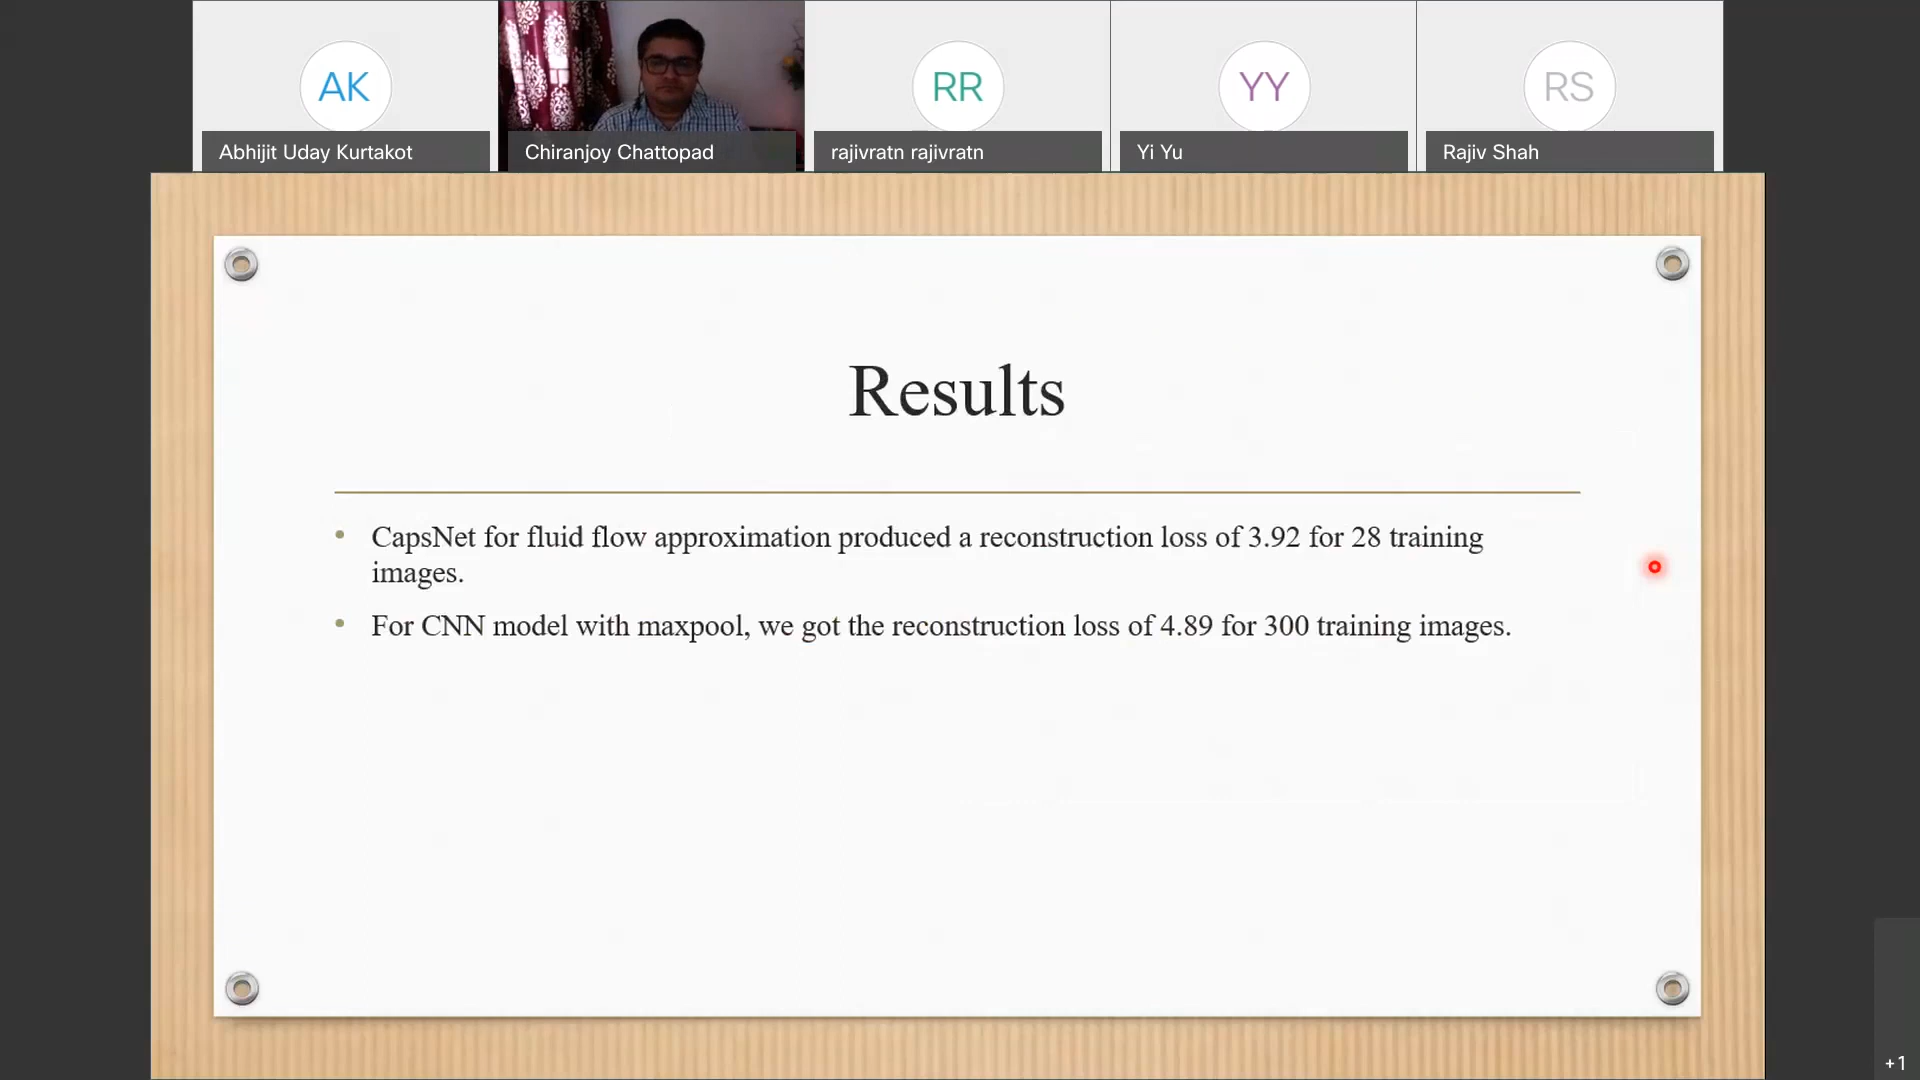 AK
RR
YY
RS
Abhijit Uday Kurtakot
Chiranjoy Chattopad
rajivratn rajivratn
Yi Yu
Rajiv Shah
Results
• CapsNet for fluid flow approximation produced a reconstruction loss of 3.92 for 28 training
images.
• For CNN model with maxpool, we got the reconstruction loss of 4.89 for 300 training images.
+1